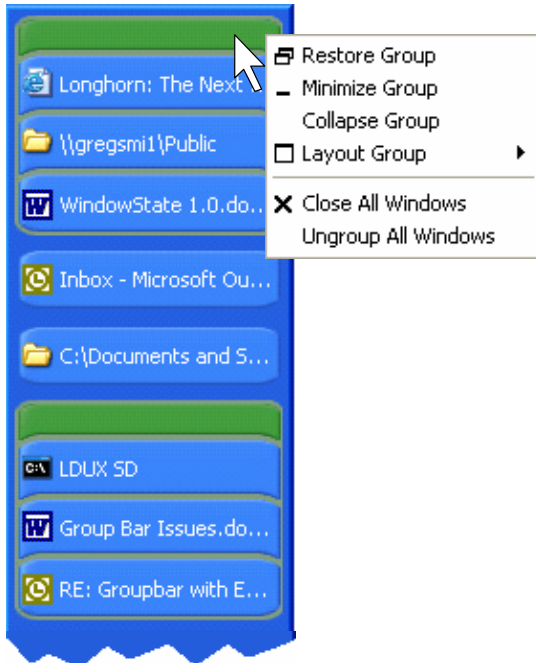 Longhorn: The Next
\\gregsmi1\Public
WindowState 1.0.do..
Inbox - Microsoft Ou...
C:\Documents and S...
C:\
LDUX SD
Group Bar Issues.do...
RE: Groupbar with E...
Restore Group
Minimize Group
Collapse Group
Layout Group
Close All Windows
Ungroup All Windows